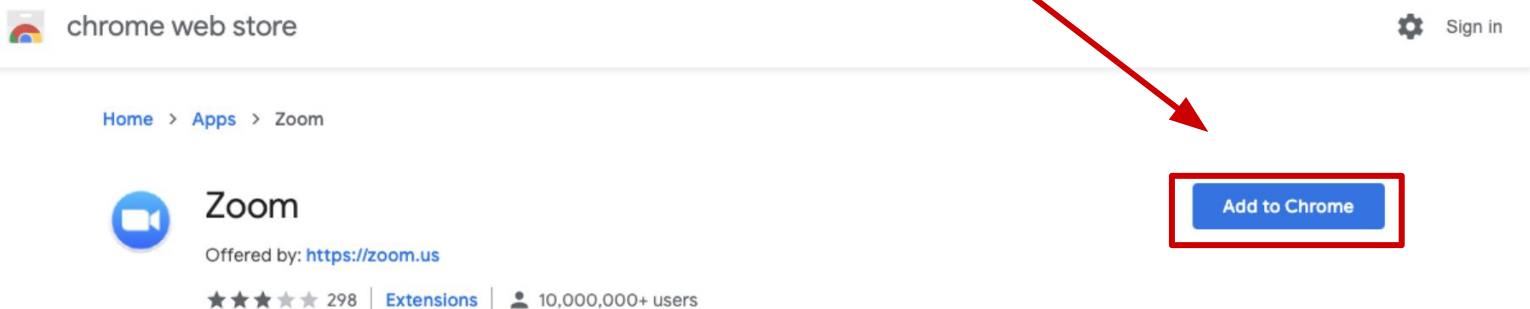 chrome web store
Sign in
Home > Apps > Zoom
Zoom
Add to Chrome
Offered by: https://zoom.us
298 | Extensions | 10,000,000+ users